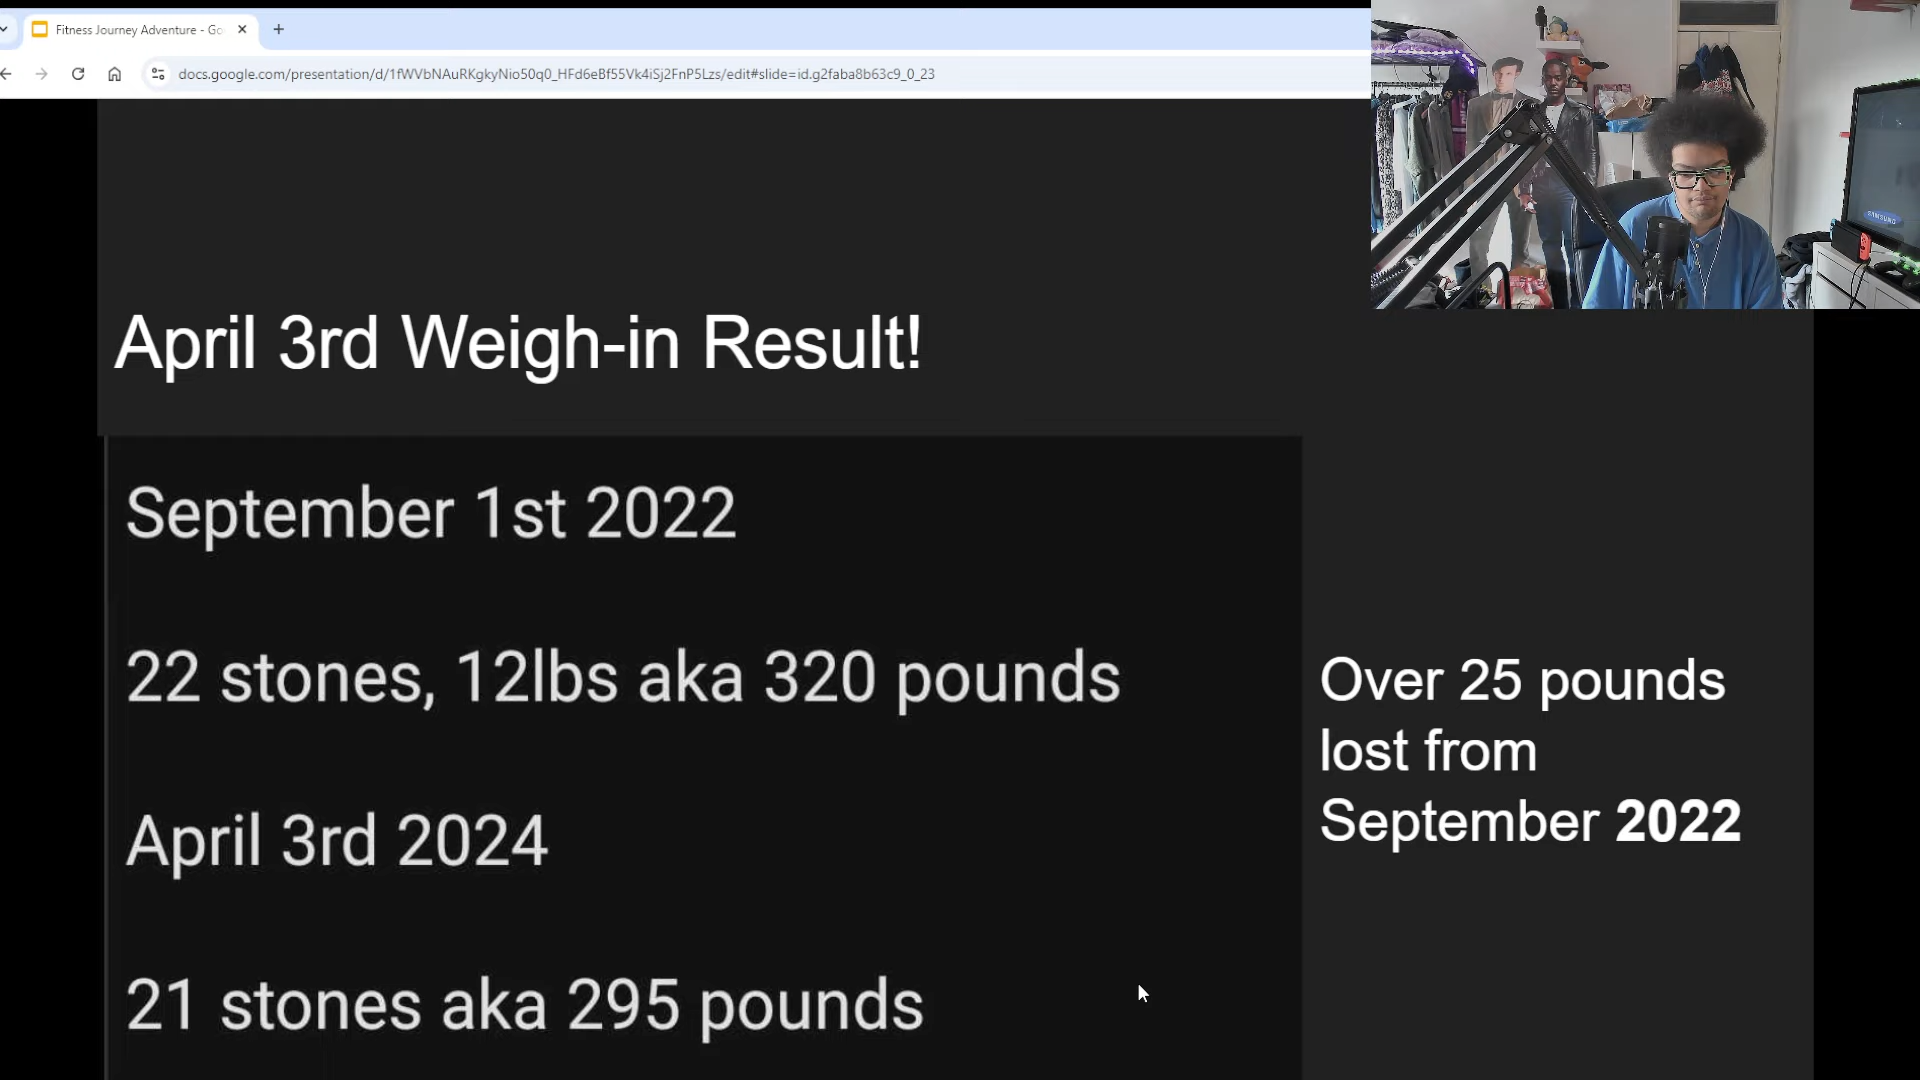 Fitness Journey Adventure - Go
docs.google.com/presentation/d/1fWVbNAuRKgkyNio50q0_HFd6eBf55Vk4iSj2FnP5Lzs/edit#slide=id.g2faba8b63c9_0_23
SAMSUNG
April 3rd Weigh-in Result!
September 1st 2022
22 stones, 12lbs aka 320 pounds
April 3rd 2024
21 stones aka 295 pounds
Over 25 pounds
lost from
September 2022